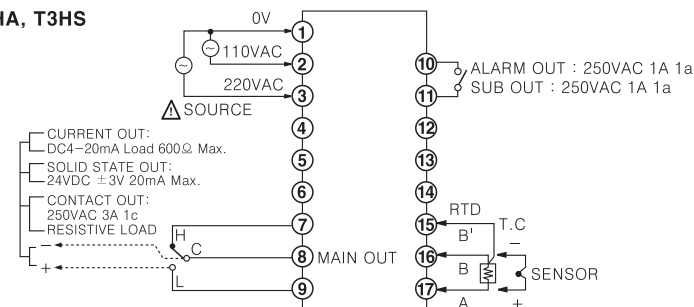 HA, T3HS
0V
1
110VAC
2
220VAC
3
SOURCE
4
5
6
CURRENT OUT:
DC4-20mA Load 600Ω Max.
SOLID STATE OUT:
24VDC ±3V 20mA Max.
CONTACT OUT:
250VAC 3A 1c
RESISTIVE LOAD
H
7
C
8 MAIN OUT
L
9
−
+
10
ALARM OUT : 250VAC 1A 1a
SUB OUT : 250VAC 1A 1a
11
12
13
14
RTD
15
B'
T.C
16
−
B
SENSOR
17
A
+